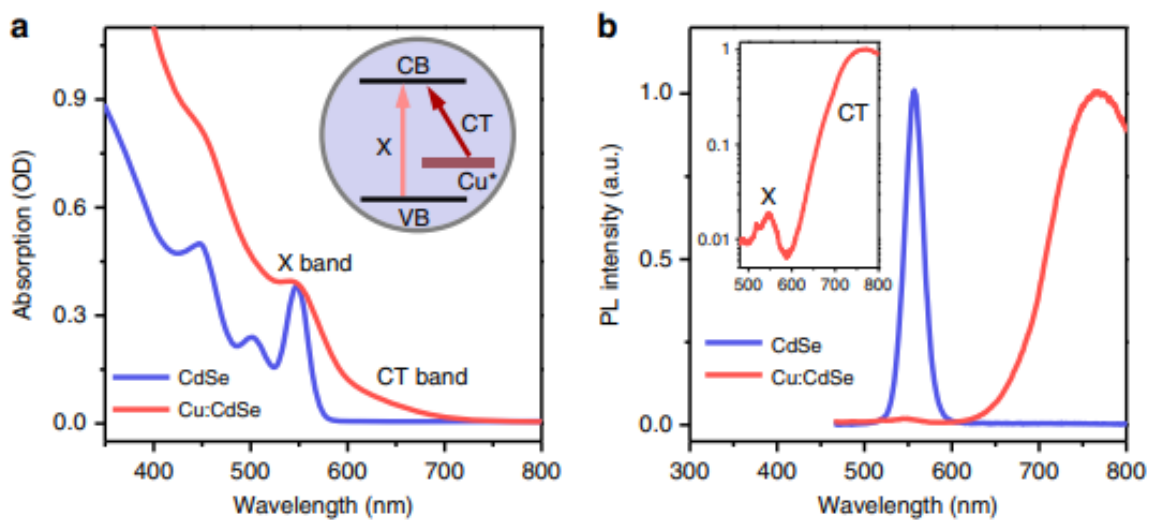 a
Absorption (OD)
0.9
0.6
0.3
0.0
400 500 600 700 800
Wavelength (nm)
CB
X
CT
Cu*
VB
X band
CT band
CdSe
Cu:CdSe
b
PL intensity (a.u.)
1.0
0.5
0.0
300 400 500 600 700 800
Wavelength (nm)
1
0.1
0.01
500 600 700 800
X
CT
CdSe
Cu:CdSe